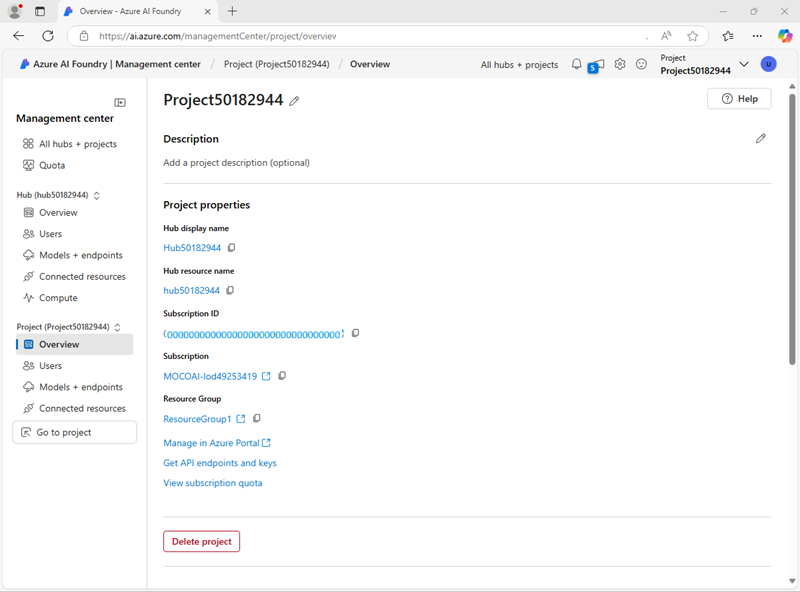 Overview - Azure AI Foundry
https://ai.azure.com/managementCenter/project/overview
Azure AI Foundry | Management center / Project (Project50182944) / Overview
All hubs + projects
5
Project
Project50182944
U
Management center
All hubs + projects
Quota
Hub (hub50182944)
Overview
Users
Models + endpoints
Connected resources
Compute
Project (Project50182944)
Overview
Users
Models + endpoints
Connected resources
Go to project
Project50182944
Help
Description
Add a project description (optional)
Project properties
Hub display name
Hub50182944
Hub resource name
hub50182944
Subscription ID
Subscription
MOCOAI-lod49253419
Resource Group
ResourceGroup1
Manage in Azure Portal
Get API endpoints and keys
View subscription quota
Delete project